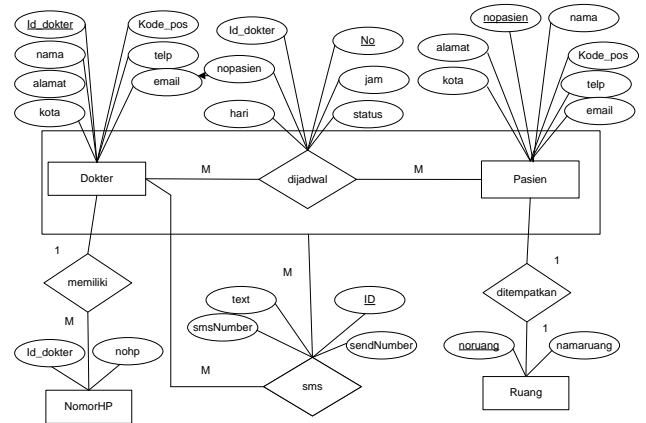 Id_dokter
nama
alamat
kota
Kode_pos
telp
email
Id_dokter
nopasien
hari
No
jam
status
nopasien
nama
alamat
kota
Kode_pos
telp
email
Dokter
M
dijadwal
M
Pasien
1
memiliki
M
Id_dokter
nohp
NomorHP
M
text
ID
smsNumber
sendNumber
M
sms
1
ditempatkan
1
noruang
namaruang
Ruang